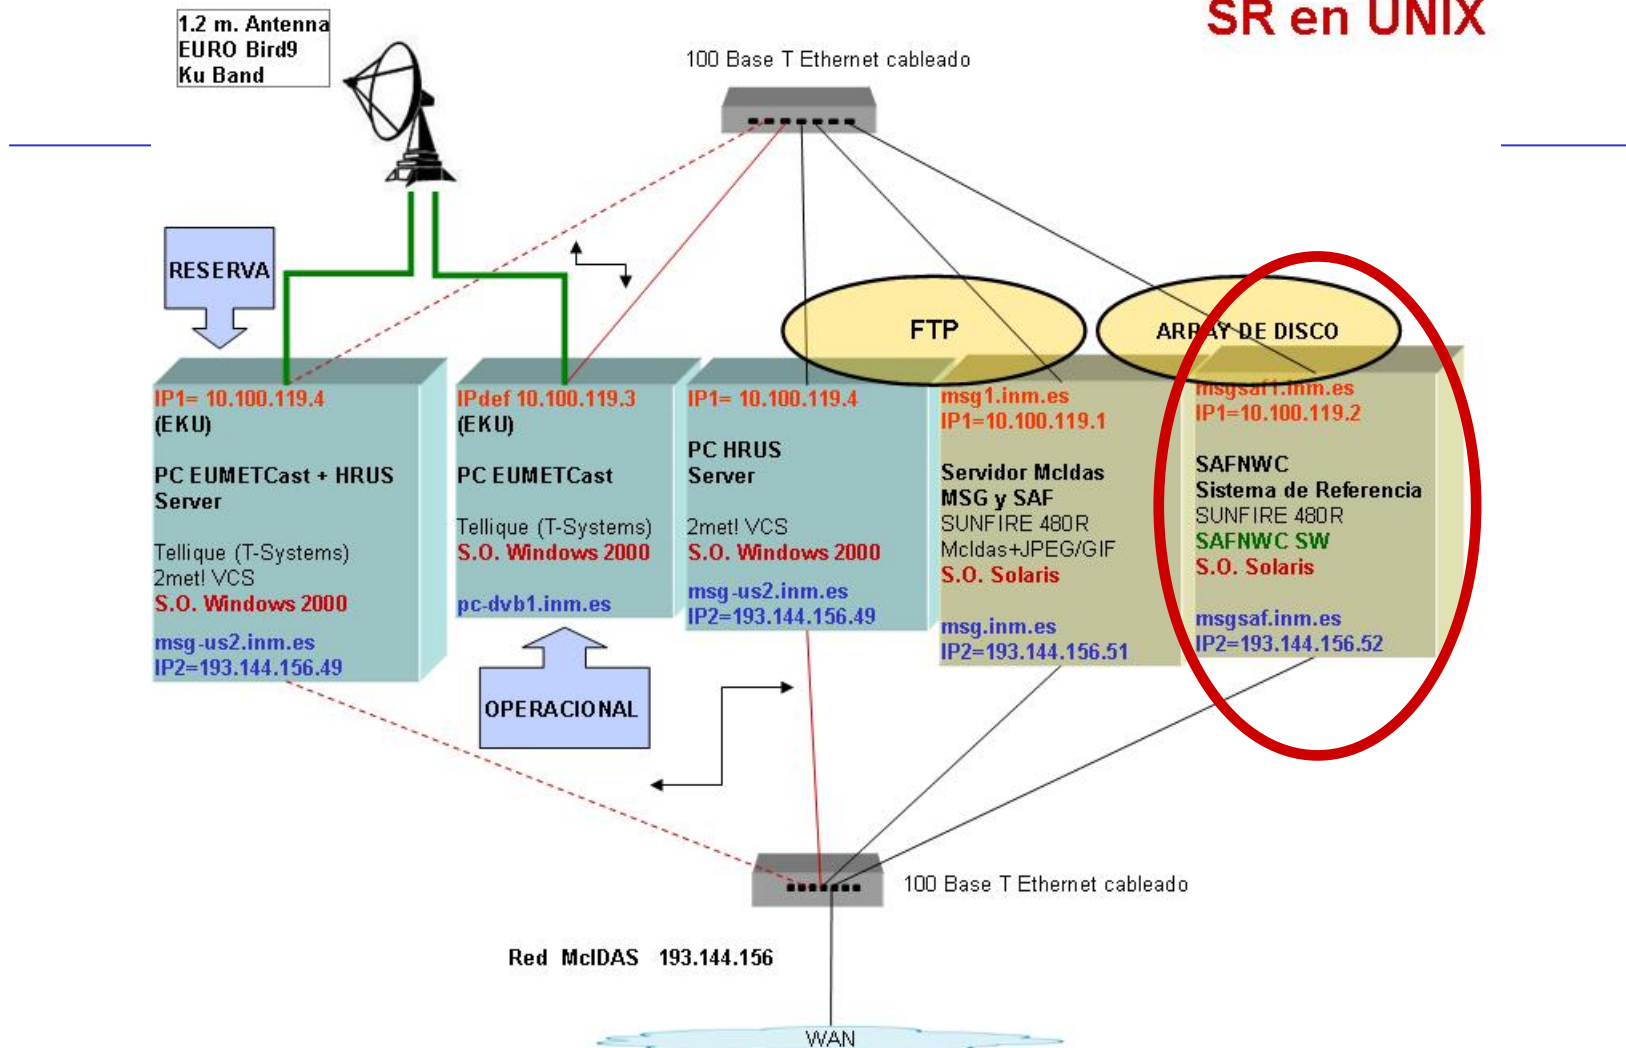 SR en UNIX
1.2 m. Antenna
EURO Bird9
Ku Band
100 Base T Ethernet cableado
RESERVA
FTP
ARRAY DE DISCO
IP1= 10.100.119.4
(EKU)
PC EUMETCast + HRUS
Server
Tellique (T-Systems)
2met! VCS
S.O. Windows 2000
msg-us2.inm.es
IP2=193.144.156.49
IPdef 10.100.119.3
(EKU)
PC EUMETCast
Tellique (T-Systems)
S.O. Windows 2000
pc-dvb1.inm.es
IP1= 10.100.119.4
PC HRUS
Server
2met! VCS
S.O. Windows 2000
msg-us2.inm.es
IP2=193.144.156.49
msg1.inm.es
IP1=10.100.119.1
Servidor McIdas
MSG y SAF
SUNFIRE 480R
McIdas+JPEG/GIF
S.O. Solaris
msg.inm.es
IP2=193.144.156.51
msgsaf1.inm.es
IP1=10.100.119.2
SAFNWC
Sistema de Referencia
SUNFIRE 480R
SAFNWC SW
S.O. Solaris
msgsaf.inm.es
IP2=193.144.156.52
OPERACIONAL
100 Base T Ethernet cableado
Red McIDAS 193.144.156
WAN